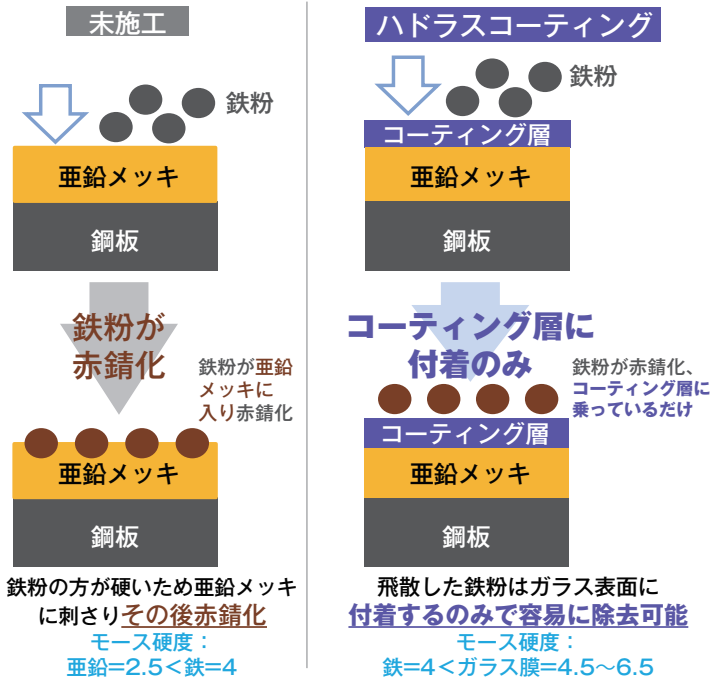 未施工
鉄粉
亜鉛メッキ
鋼板
鉄粉が
赤錆化
鉄粉が亜鉛
メッキに
入り赤錆化
亜鉛メッキ
鋼板
鉄粉の方が硬いため亜鉛メッキ
に刺さりその後赤錆化
モース硬度：
亜鉛=2.5＜鉄=4
ハドラスコーティング
鉄粉
コーティング層
亜鉛メッキ
鋼板
コーティング層に
付着のみ
鉄粉が赤錆化、
コーティング層に
乗っているだけ
コーティング層
亜鉛メッキ
鋼板
飛散した鉄粉はガラス表面に
付着するのみで容易に除去可能
モース硬度：
鉄=4＜ガラス膜=4.5〜6.5